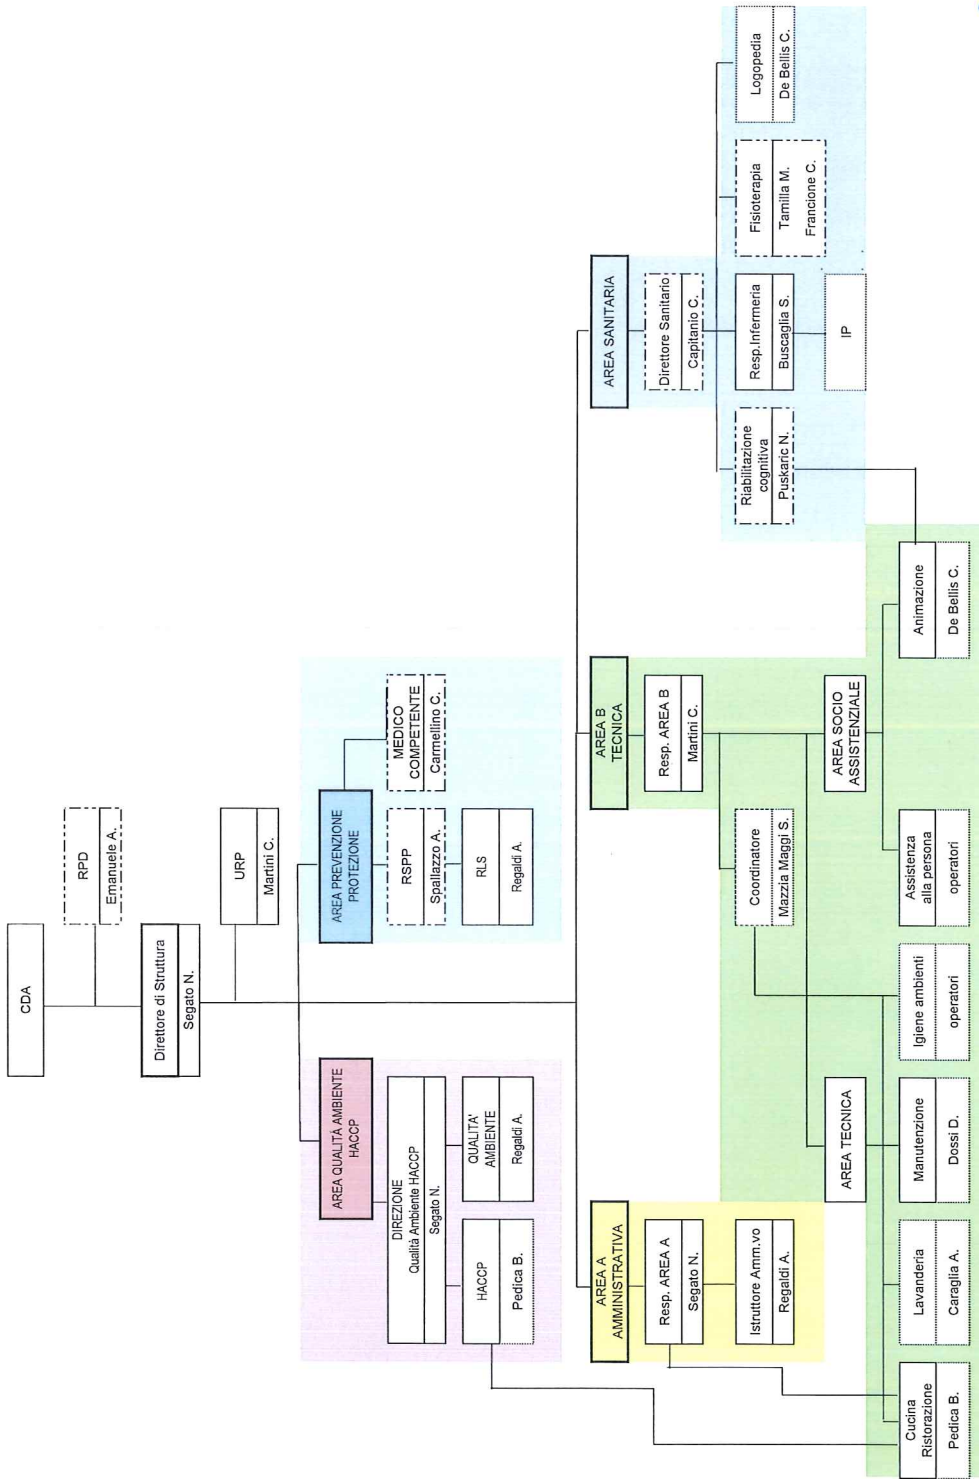 CDA
RPD
Emanuele A.
Direttore di Struttura
Segato N.
URP
Martini C.
AREA QUALITÀ AMBIENTE
HACCP
DIREZIONE
Qualità Ambiente HACCP
Segato N.
HACCP
Pedica B.
QUALITA'
AMBIENTE
Regaldi A.
AREA PREVENZIONE
PROTEZIONE
RSPP
Spallazzo A.
RLS
Regaldi A.
MEDICO
COMPETENTE
Carmellino C.
AREA A
AMMINISTRATIVA
Resp. AREA A
Segato N.
Istruttore Amm.vo
Regaldi A.
AREA B
TECNICA
Resp. AREA B
Martini C.
Coordinatore
Mazzia Maggi S.
AREA TECNICA
AREA SOCIO
ASSISTENZIALE
Cucina
Ristorazione
Pedica B.
Lavanderia
Caraglia A.
Manutenzione
Dossi D.
Igiene ambienti
operatori
Assistenza
alla persona
operatori
Animazione
De Bellis C.
AREA SANITARIA
Direttore Sanitario
Capitanio C.
Riabilitazione
cognitiva
Puskaric N.
Resp.Infermeria
Buscaglia S.
IP
Fisioterapia
Tamilla M.
Francione C.
Logopedia
De Bellis C.